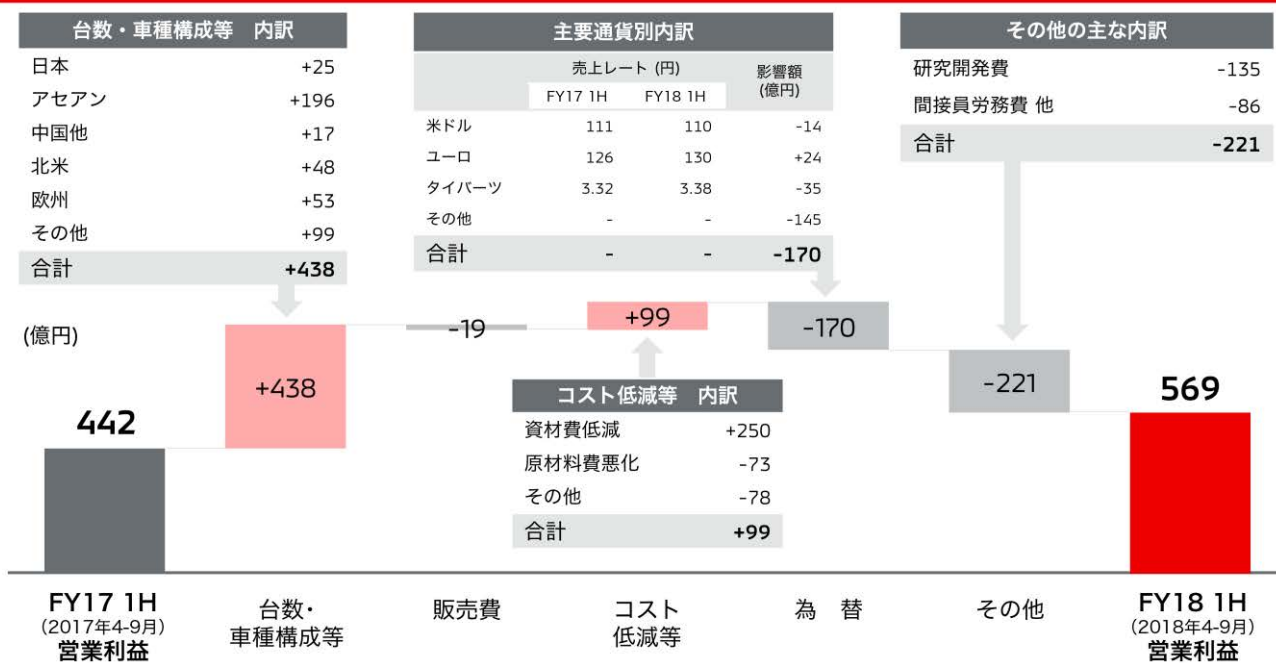 台数・車種構成等　内訳
日本 +25
アセアン +196
中国他 +17
北米 +48
欧州 +53
その他 +99
合計 +438
主要通貨別内訳
売上レート (円) 影響額
(億円)
FY17 1H FY18 1H
米ドル 111 110 -14
ユーロ 126 130 +24
タイバーツ 3.32 3.38 -35
その他 - - -145
合計 - - -170
その他の主な内訳
研究開発費 -135
間接員労務費 他 -86
合計 -221
(億円)
442
+438
-19
+99
-170
-221
569
コスト低減等　内訳
資材費低減 +250
原材料費悪化 -73
その他 -78
合計 +99
FY17 1H
(2017年4-9月)
営業利益
台数・
車種構成等
販売費
コスト
低減等
為　替
その他
FY18 1H
(2018年4-9月)
営業利益